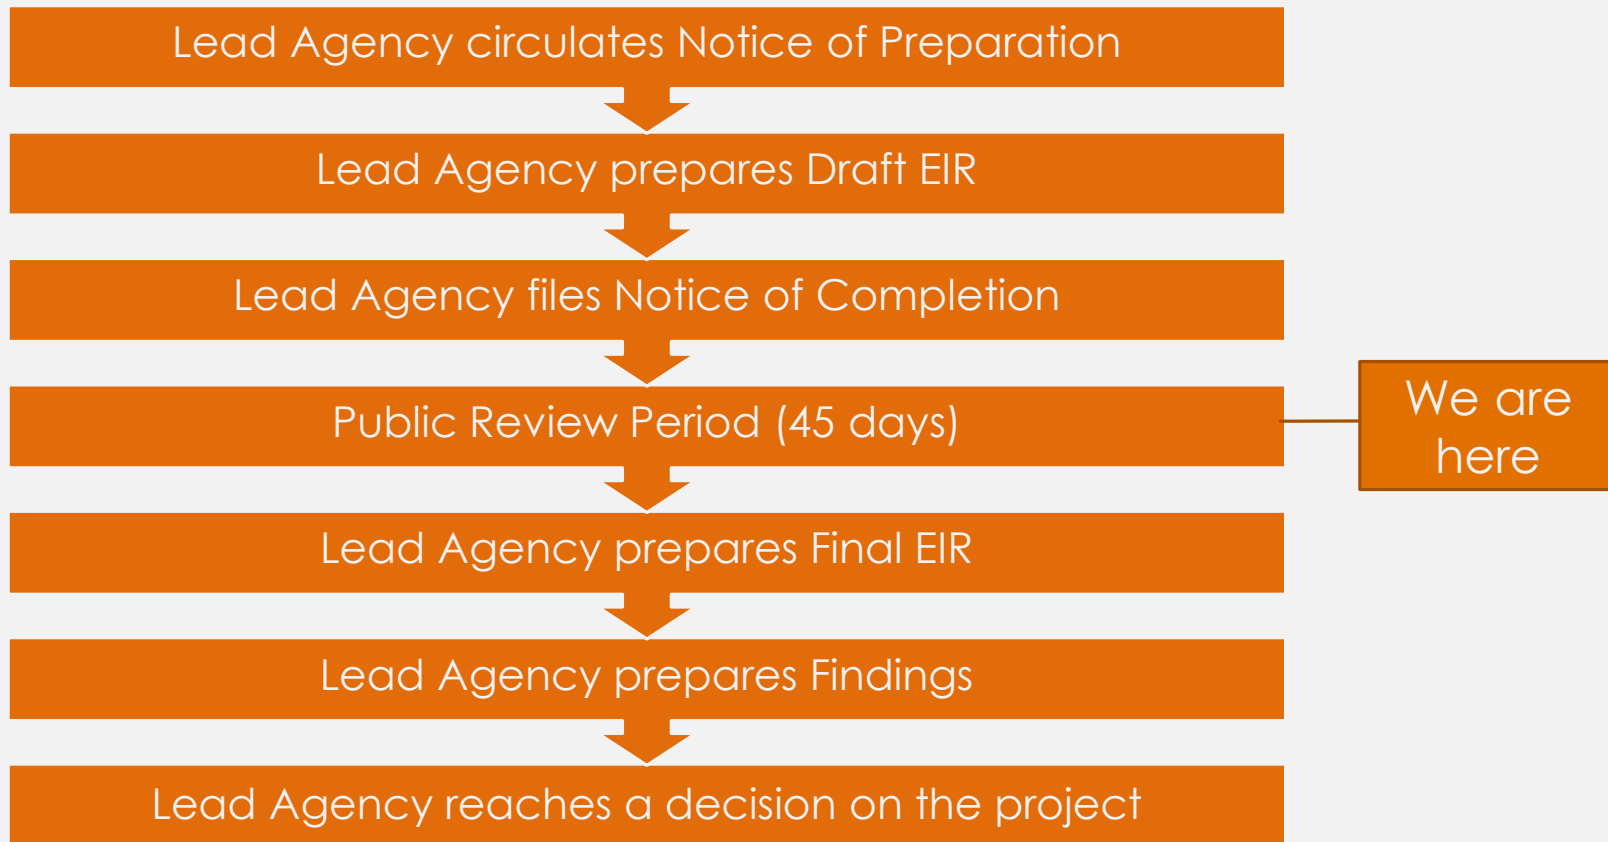 Lead Agency circulates Notice of Preparation
Lead Agency prepares Draft EIR
Lead Agency files Notice of Completion
Public Review Period (45 days)
We are
here
Lead Agency prepares Final EIR
Lead Agency prepares Findings
Lead Agency reaches a decision on the project